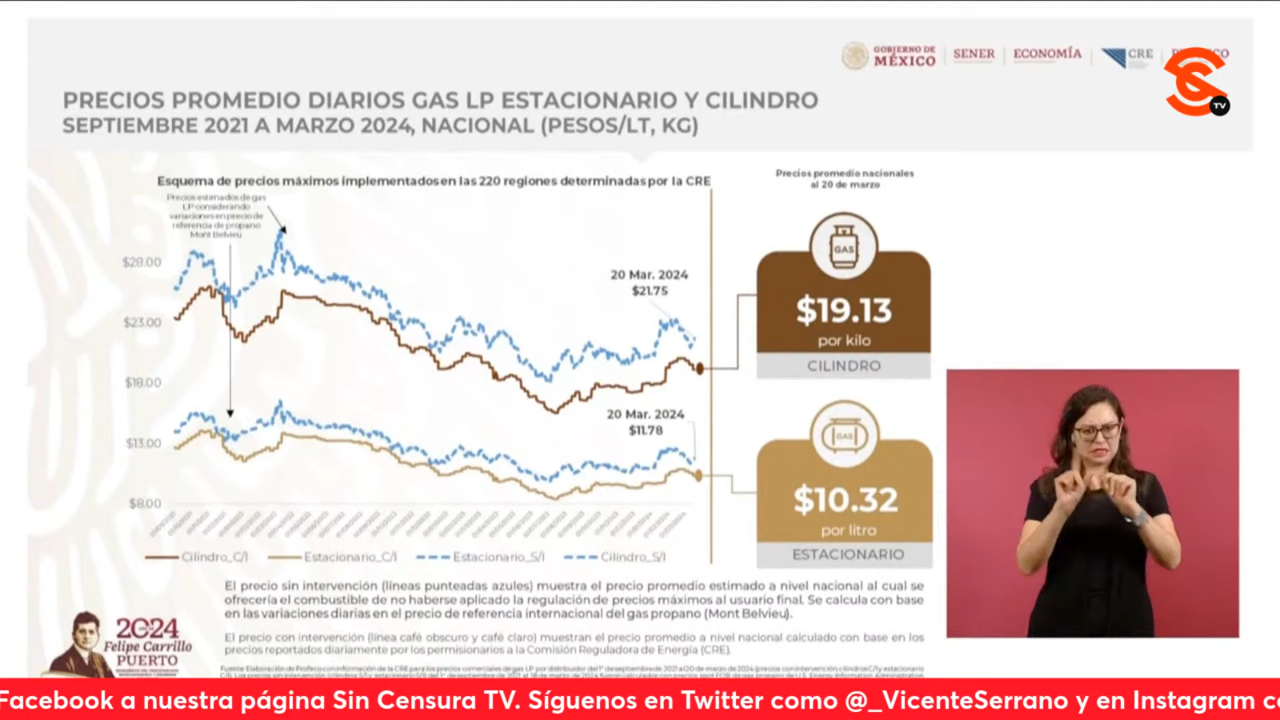 GOBIERNO DE
MÉXICO
SENER
ECONOMÍA
CRE
TV
PRECIOS PROMEDIO DIARIOS GAS LP ESTACIONARIO Y CILINDRO
SEPTIEMBRE 2021 A MARZO 2024, NACIONAL (PESOS/LT, KG)
Esquema de precios máximos implementados en las 220 regiones determinadas por la CRE
Precios estimados de gas
LP considerando
variaciones en precio de
referencia de propano
Mont Belvieu
$28.00
$23.00
$18.00
$13.00
$8.00
20 Mar. 2024
$21.75
20 Mar. 2024
$11.78
Cilindro_C/I
Estacionario_C/I
Estacionario_S/I
Cilindro_S/I
Precios promedio nacionales
al 20 de marzo
GAS
$19.13
por kilo
CILINDRO
GAS
$10.32
por litro
ESTACIONARIO
El precio sin intervención (líneas punteadas azules) muestra el precio promedio estimado a nivel nacional al cual se
ofrecería el combustible de no haberse aplicado la regulación de precios máximos al usuario final. Se calcula con base
en las variaciones diarias en el precio de referencia internacional del gas propano (Mont Belvieu).
El precio con intervención (línea café obscuro y café claro) muestran el precio promedio a nivel nacional calculado con base en los
precios reportados diariamente por los permisionarios a la Comisión Reguladora de Energía (CRE).
2024
Felipe Carrillo
PUERTO
Facebook a nuestra página Sin Censura TV. Síguenos en Twitter como @_VicenteSerrano y en Instagram c